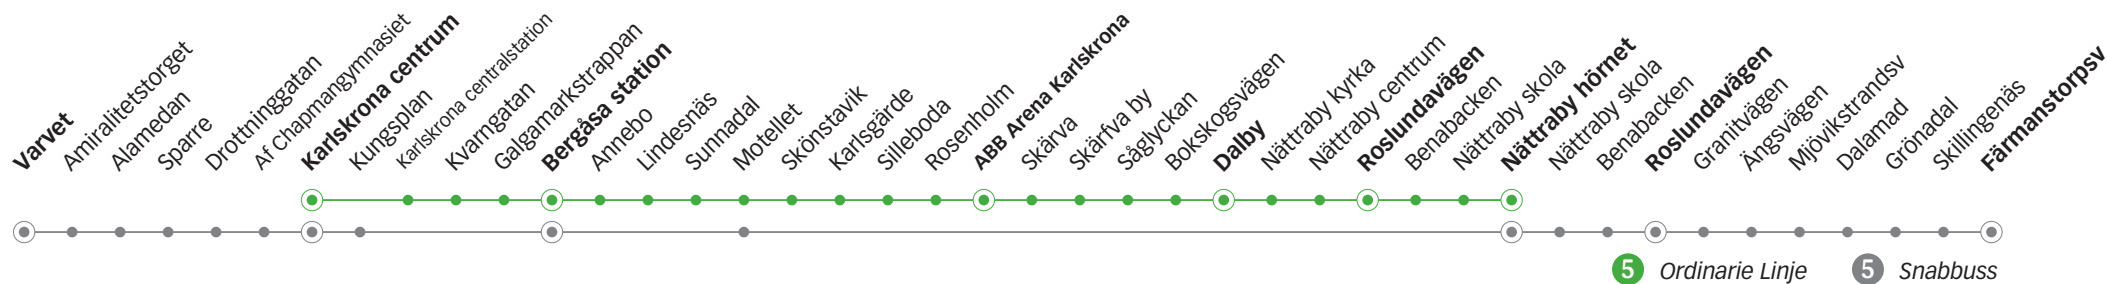 Varvet
Amiralitetstorget
Alamedan
Sparre
Drottninggatan
Af Chapmangymnasiet
Karlskrona centrum
Kungsplan
Karlskrona centralstation
Kvarngatan
Galgamarkstrappan
Bergåsa station
Annebo
Lindesnäs
Sunnadal
Motellet
Skönstavik
Karlsgärde
Silleboda
Rosenholm
ABB Arena Karlskrona
Skärva
Skärfva by
Såglyckan
Bokskogsvägen
Dalby
Nättraby kyrka
Nättraby centrum
Roslundavägen
Benabacken
Nättraby skola
Nättraby hörnet
Nättraby skola
Benabacken
Roslundavägen
Granitvägen
Ängsvägen
Mjövikstrandsv
Dalamad
Grönadal
Skillingenäs
Färmanstorpsv
5 Ordinarie Linje
5 Snabbuss